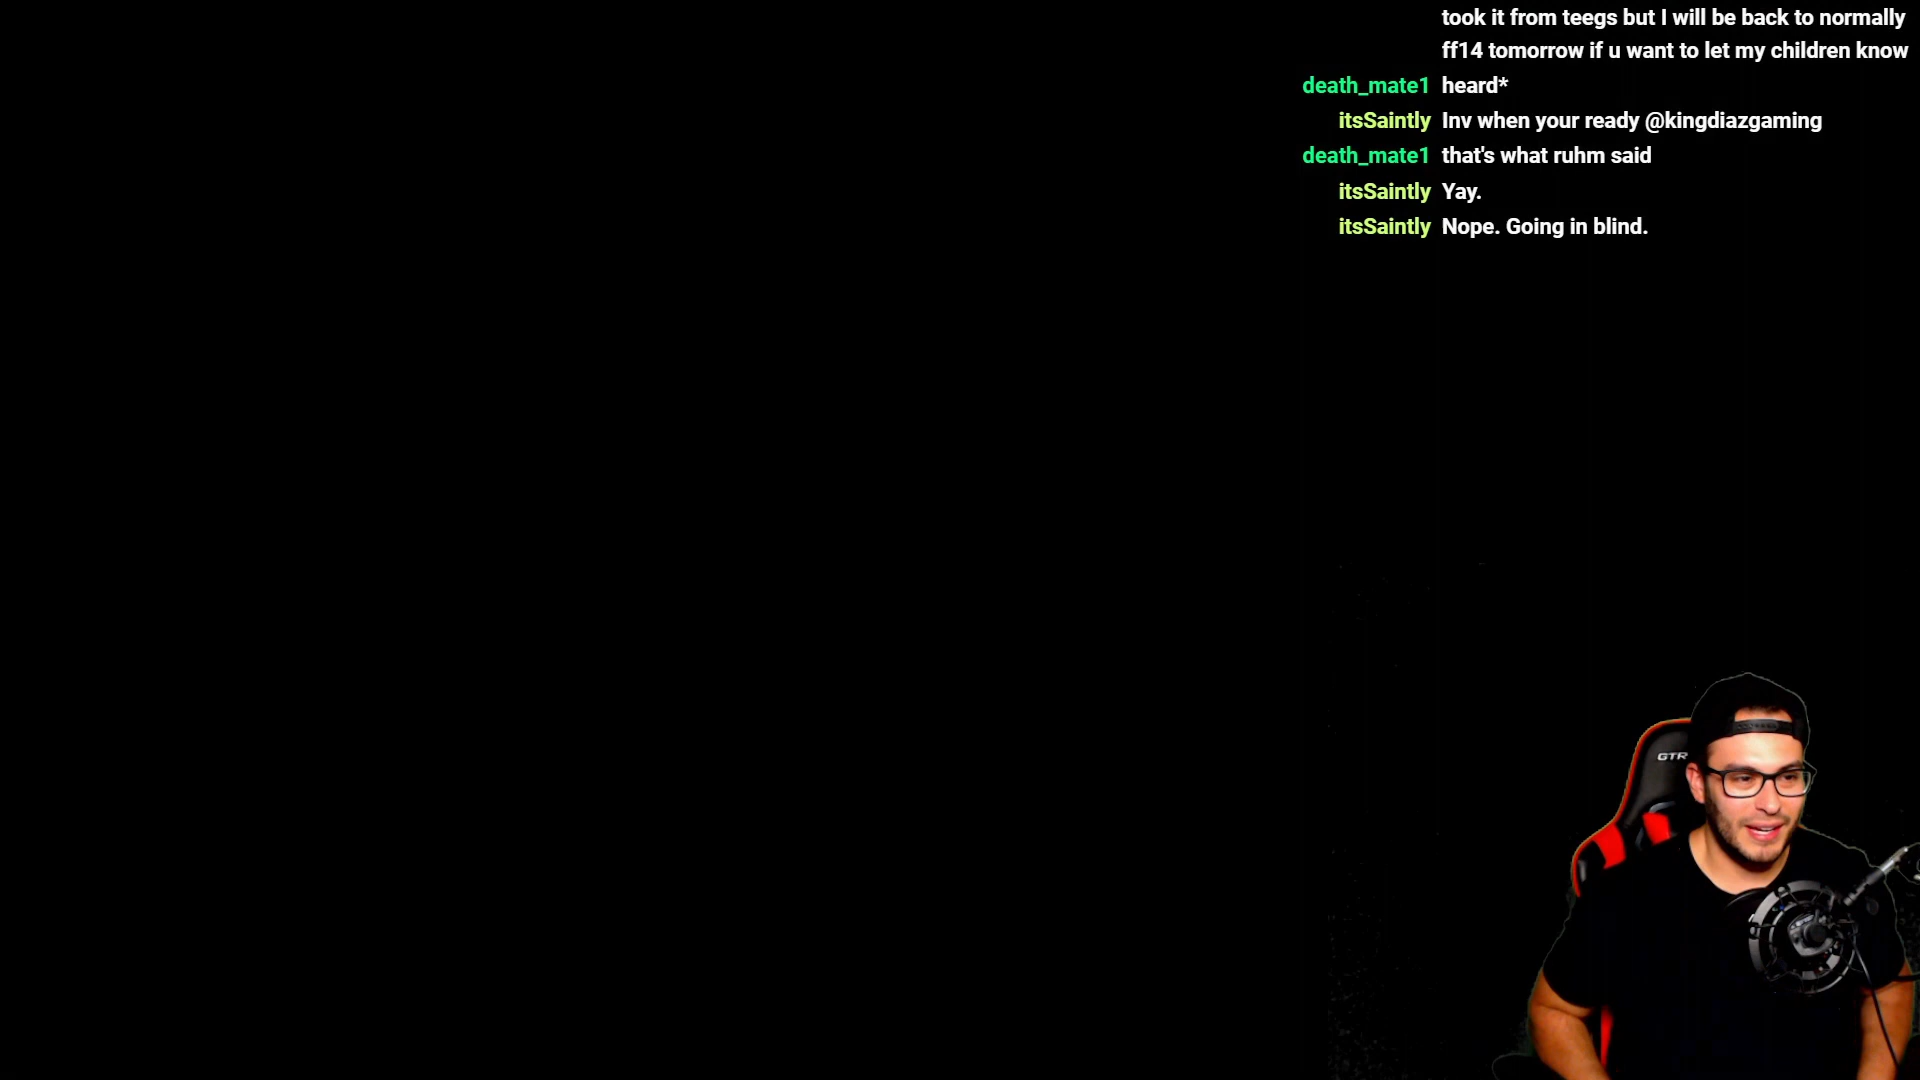 took it from teegs but I will be back to normally
ff14 tomorrow if u want to let my children know
death_mate1 heard*
itsSaintly Inv when your ready @kingdiazgaming
death_mate1 that's what ruhm said
itsSaintly Yay.
itsSaintly Nope. Going in blind.
GTR